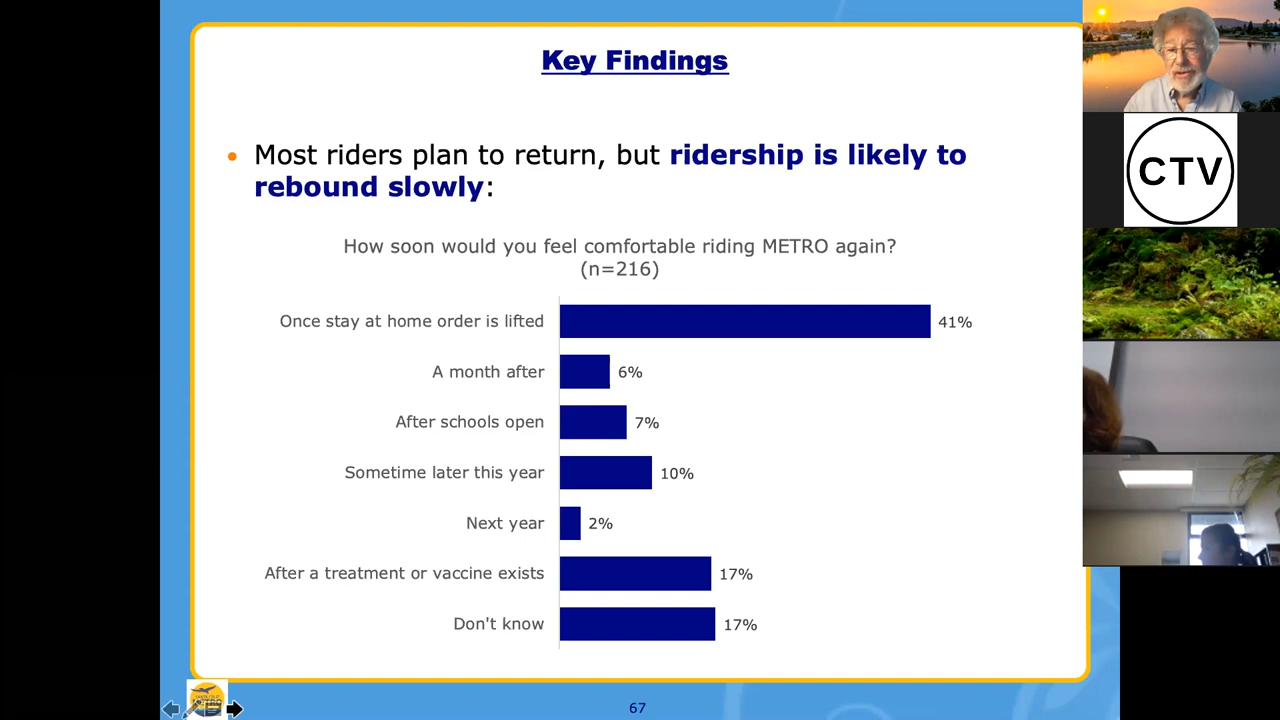 Key Findings
• Most riders plan to return, but ridership is likely to
rebound slowly:
How soon would you feel comfortable riding METRO again?
(n=216)
Once stay at home order is lifted 41%
A month after 6%
After schools open 7%
Sometime later this year 10%
Next year 2%
After a treatment or vaccine exists 17%
Don't know 17%
67
CTV